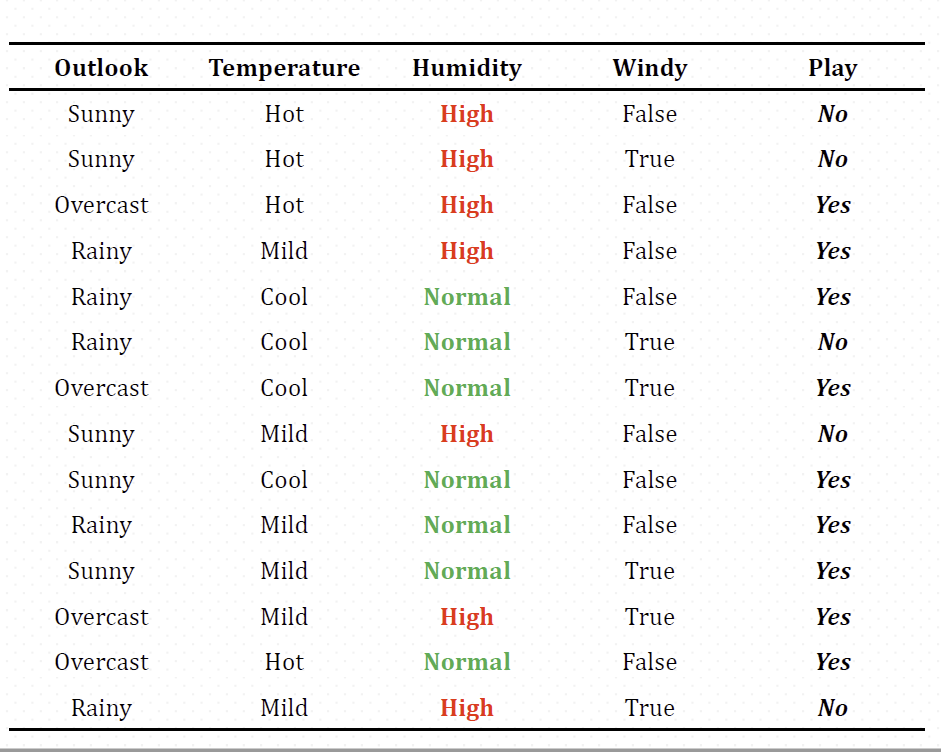 Outlook Temperature Humidity Windy Play
Sunny Hot High False No
Sunny Hot High True No
Overcast Hot High False Yes
Rainy Mild High False Yes
Rainy Cool Normal False Yes
Rainy Cool Normal True No
Overcast Cool Normal True Yes
Sunny Mild High False No
Sunny Cool Normal False Yes
Rainy Mild Normal False Yes
Sunny Mild Normal True Yes
Overcast Mild High True Yes
Overcast Hot Normal False Yes
Rainy Mild High True No